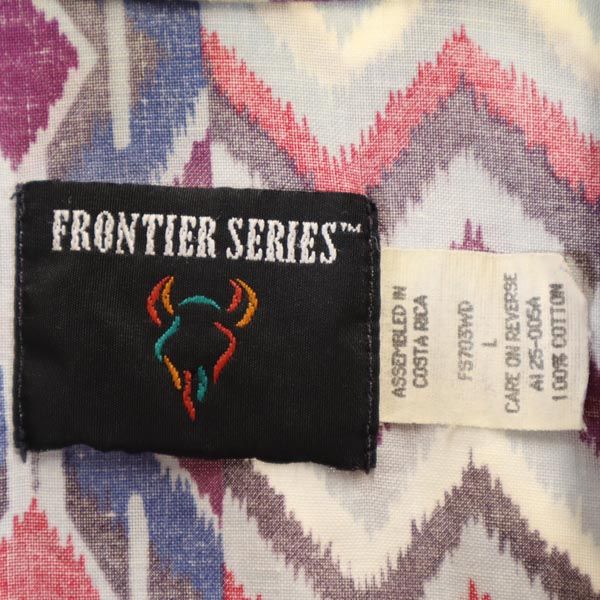 FRONTIER SERIES™
ASSEMBLED IN
COSTA RICA
FS703WD
L
CARE ON REVERSE
AI 25-005A
100% COTTON